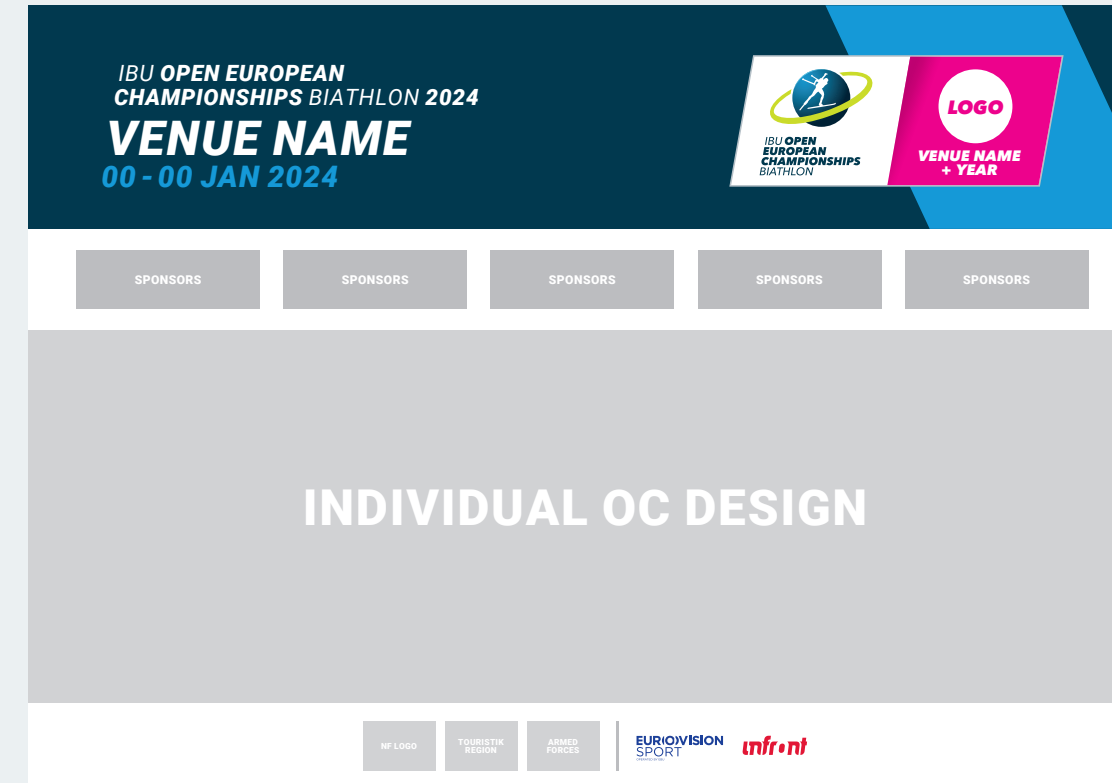 IBU OPEN EUROPEAN
CHAMPIONSHIPS BIATHLON 2024
VENUE NAME
00 - 00 JAN 2024
IBU OPEN
EUROPEAN
CHAMPIONSHIPS
BIATHLON
LOGO
VENUE NAME
+ YEAR
SPONSORS SPONSORS SPONSORS SPONSORS SPONSORS
INDIVIDUAL OC DESIGN
NF LOGO
TOURISTIK
REGION
ARMED
FORCES
EUROVISION
SPORT
infront